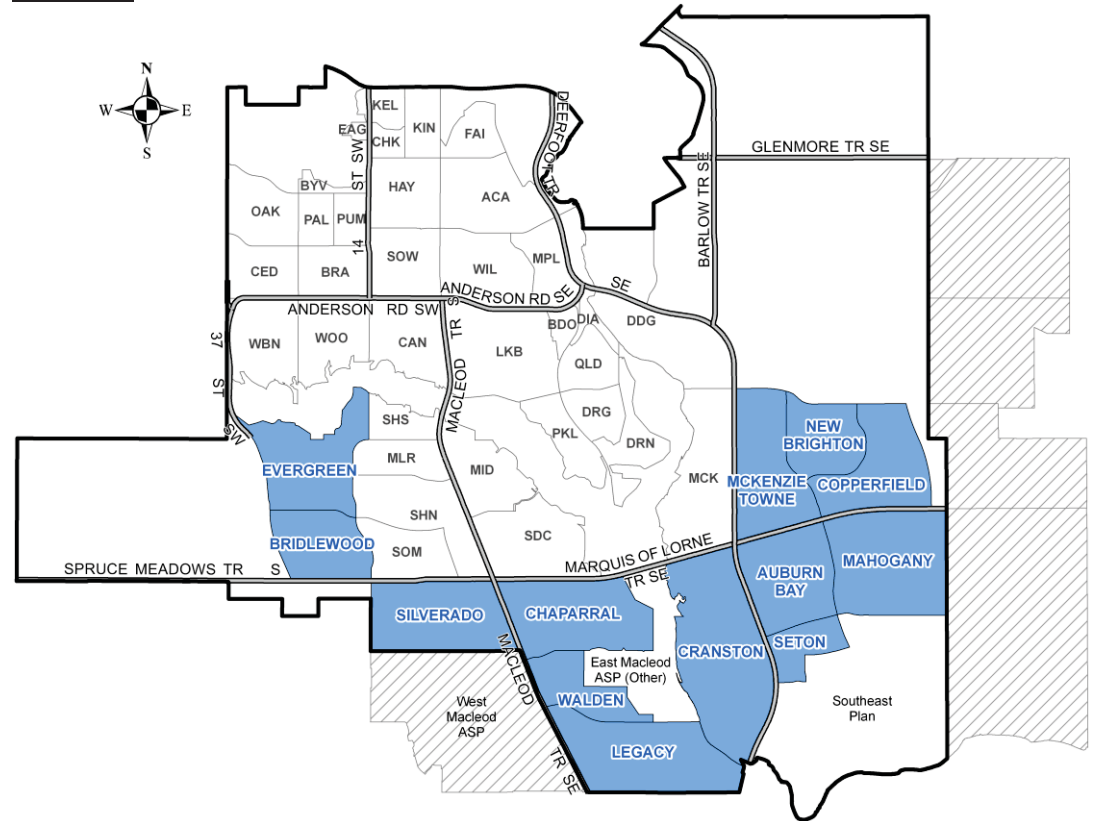 N
W
E
S
KEL
EAG
CHK
KIN
FAI
DEERFOOT TR
14 ST SW
BYV
HAY
ACA
OAK
PAL
PUM
GLENMORE TR SE
BARLOW TR SE
CED
BRA
SOW
WIL
MPL
ANDERSON RD SE
SE
ANDERSON RD SW
37 ST SW
WBN
WOO
CAN
MACLEOD TR S
LKB
BDO
DIA
DDG
QLD
SHS
DRG
PKL
DRN
MLR
MID
MCK
SHN
SOM
SDC
NEW
BRIGHTON
EVERGREEN
MCKENZIE
TOWNE
COPPERFIELD
BRIDLEWOOD
MARQUIS OF LORNE
TR SE
SPRUCE MEADOWS TR S
MAHOGANY
AUBURN
BAY
SILVERADO
CHAPARRAL
CRANSTON
SETON
MACLEOD TR SE
East Macleod
ASP (Other)
WALDEN
West
Macleod
ASP
Southeast
Plan
LEGACY